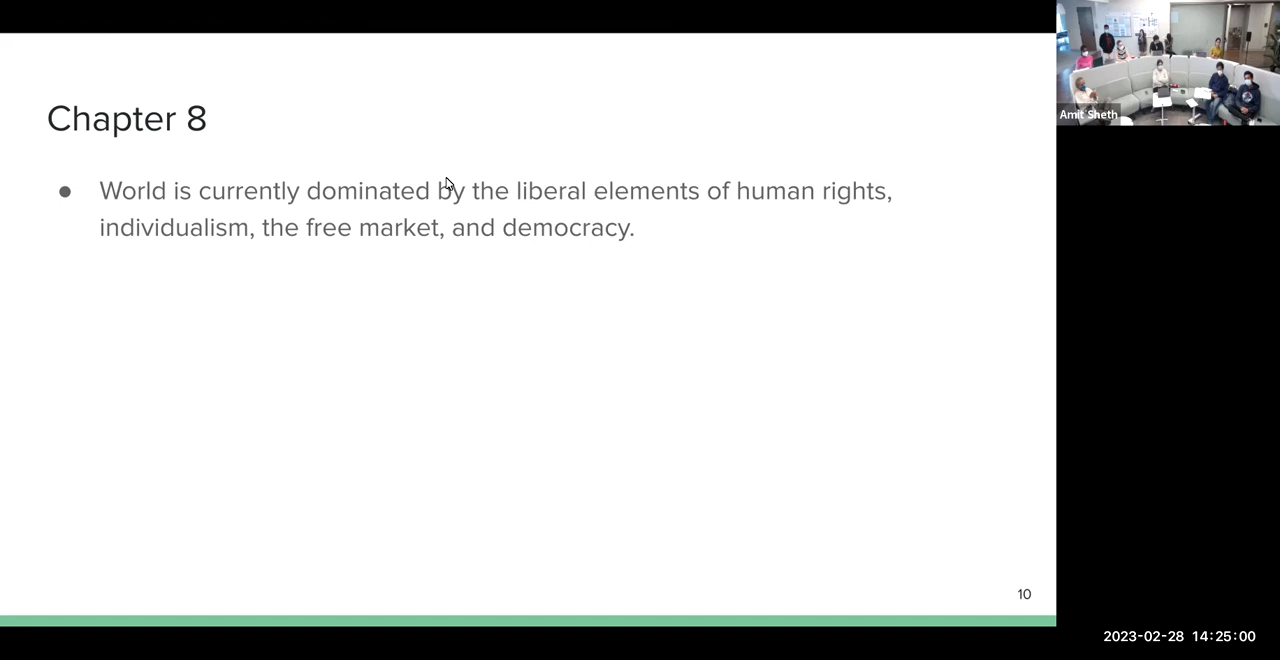 Chapter 8
● World is currently dominated by the liberal elements of human rights,
individualism, the free market, and democracy.
10
Amit Sheth
2023-02-28 14:25:00